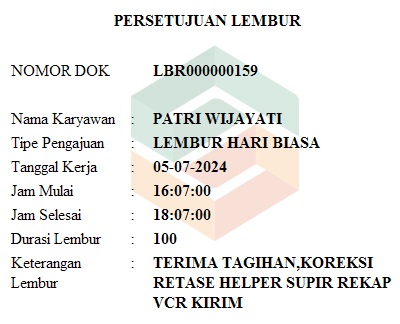 PERSETUJUAN LEMBUR
NOMOR DOK LBR000000159
Nama Karyawan : PATRI WIJAYATI
Tipe Pengajuan : LEMBUR HARI BIASA
Tanggal Kerja : 05-07-2024
Jam Mulai : 16:07:00
Jam Selesai : 18:07:00
Durasi Lembur : 100
Keterangan : TERIMA TAGIHAN,KOREKSI
Lembur RETASE HELPER SUPIR REKAP
VCR KIRIM